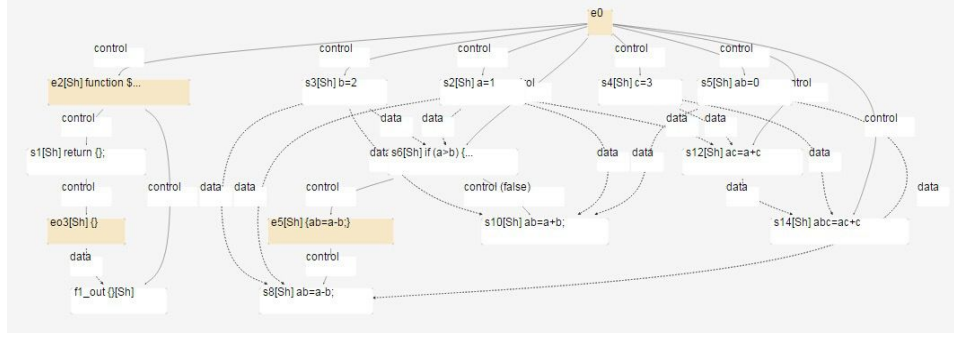 e0
control control control control control
e2[Sh] function $... s3[Sh] b=2 s2[Sh] a=1 s4[Sh] c=3 s5[Sh] ab=0
control data data data data control
s1[Sh] return {}; s6[Sh] if (a>b) {... data data s12[Sh] ac=a+c data
control control data data control control (false) data data
eo3[Sh] {} e5[Sh] {ab=a-b;} s10[Sh] ab=a+b; s14[Sh] abc=ac+c
data control
f1_out {}[Sh] s8[Sh] ab=a-b;